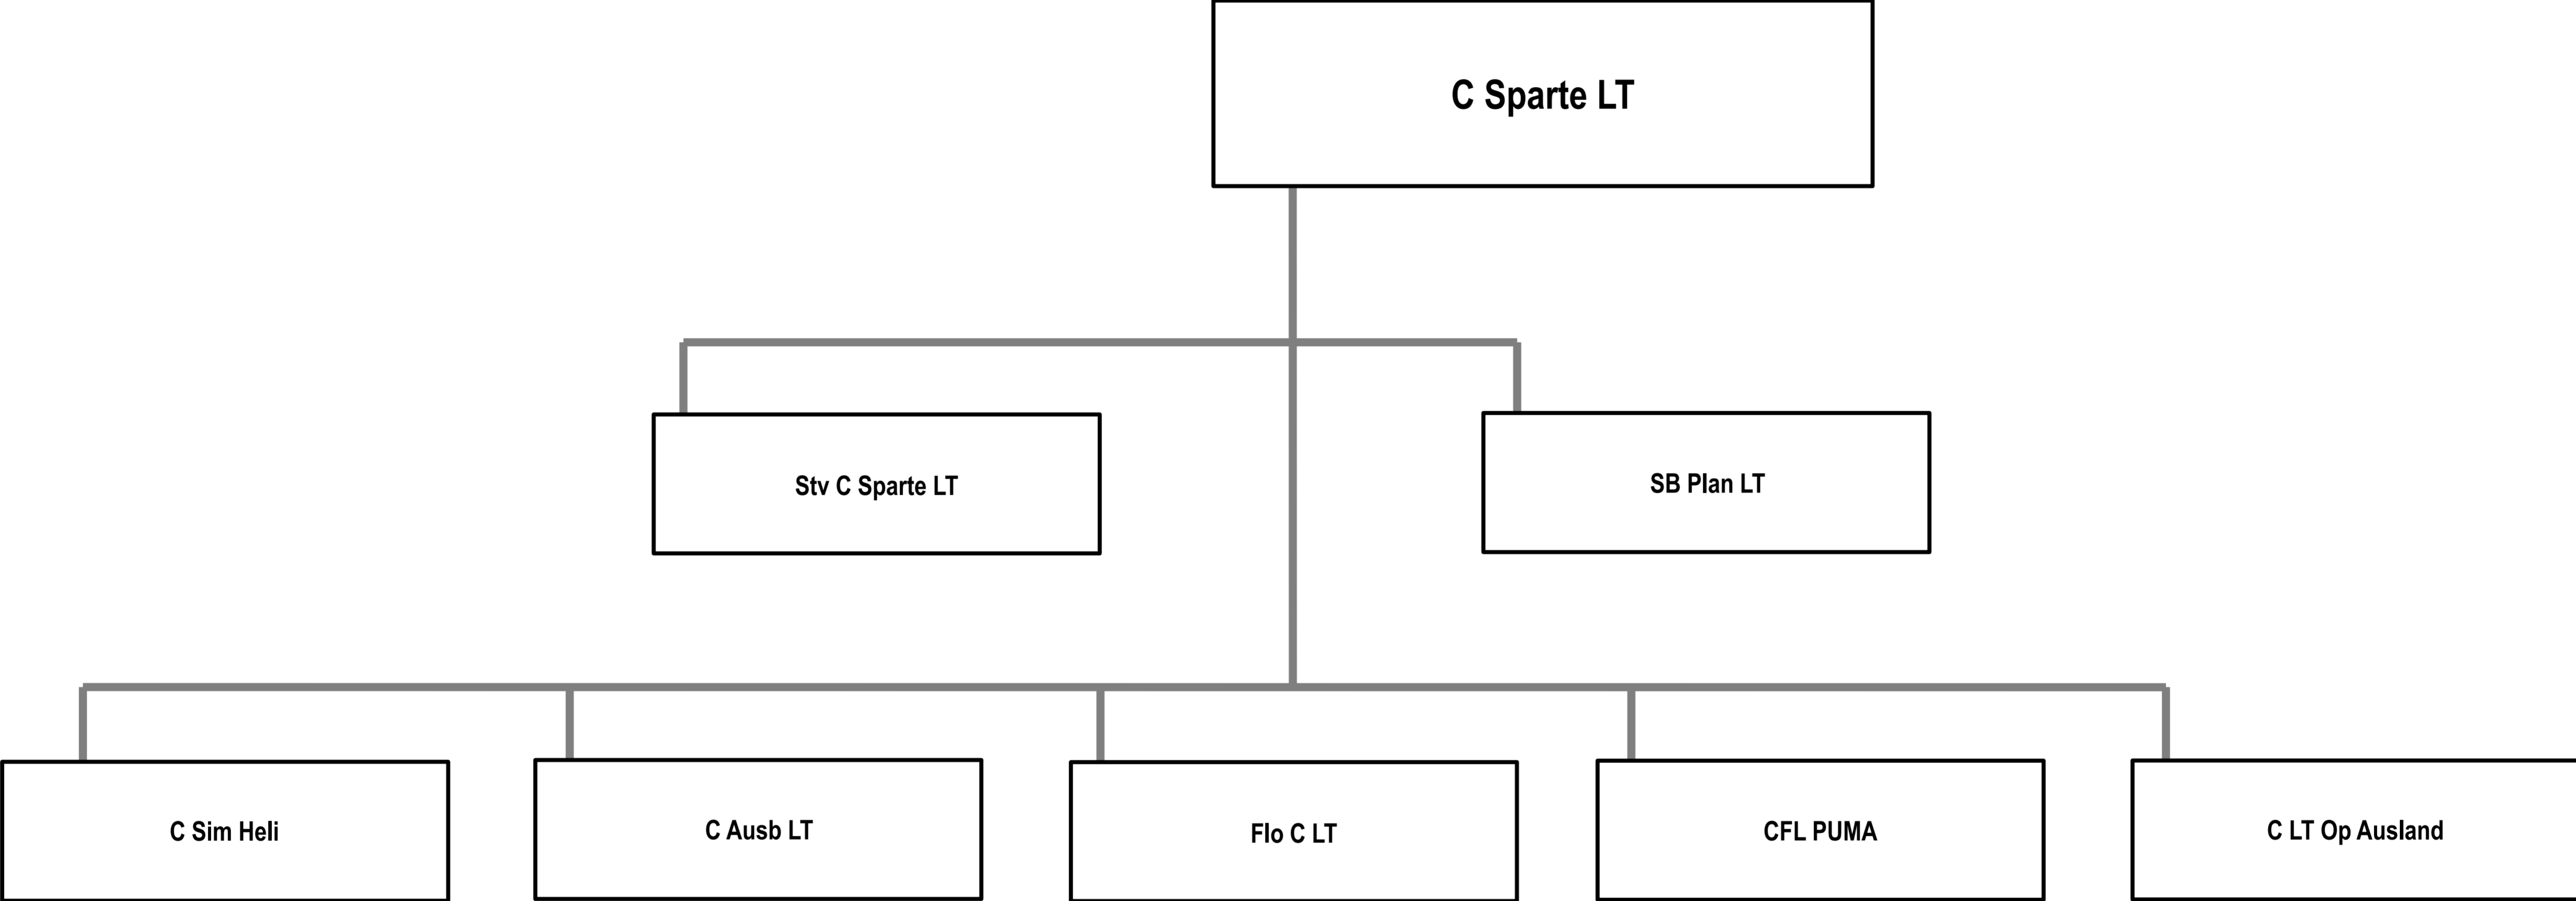 C Sparte LT
Stv C Sparte LT
SB Plan LT
C Sim Heli
C Ausb LT
Flo C LT
CFL PUMA
C LT Op Ausland